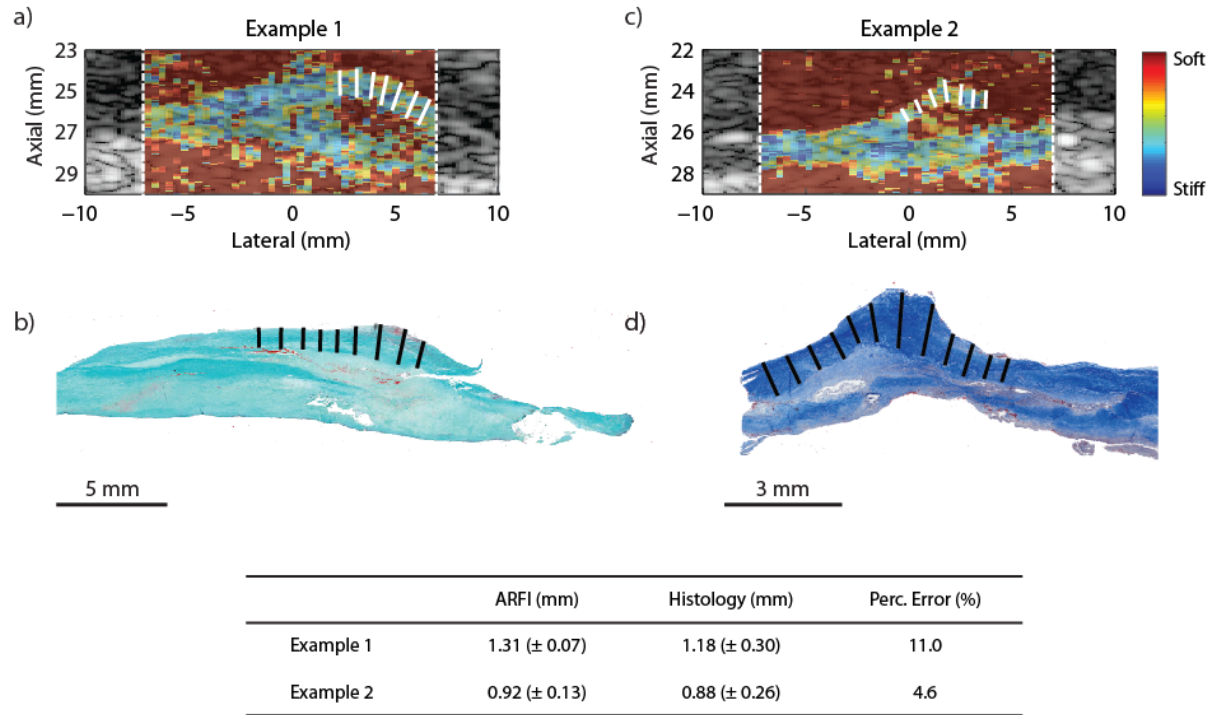 a)
Example 1
Axial (mm)
23
25
27
29
−10
−5
0
5
10
Lateral (mm)
c)
Example 2
Axial (mm)
22
24
26
28
−10
−5
0
5
10
Lateral (mm)
Soft
Stiff
b)
5 mm
d)
3 mm
ARFI (mm) Histology (mm) Perc. Error (%)
Example 1 1.31 (± 0.07) 1.18 (± 0.30) 11.0
Example 2 0.92 (± 0.13) 0.88 (± 0.26) 4.6